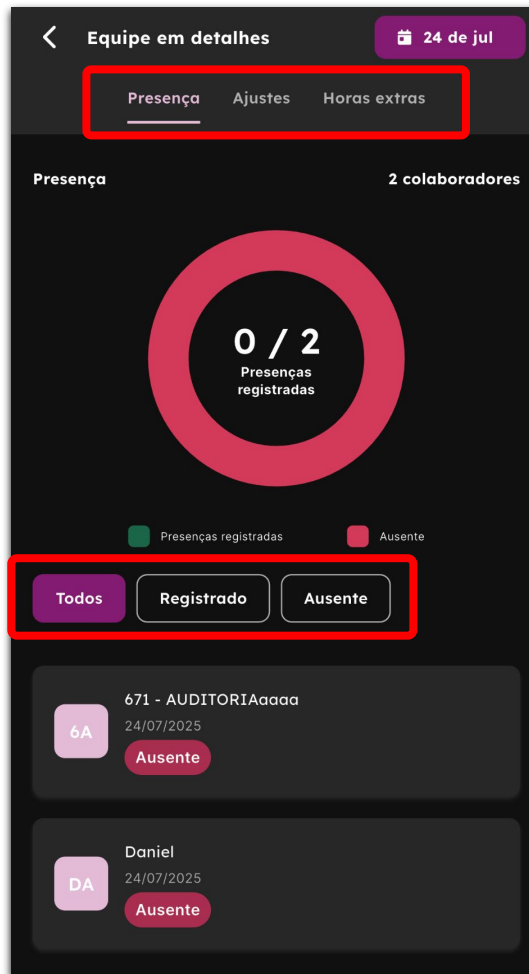 Equipe em detalhes
24 de jul
Presença Ajustes Horas extras
Presença
2 colaboradores
0 / 2
Presenças
registradas
Presenças registradas
Ausente
Todos Registrado Ausente
6A
671 - AUDITORIAaaaa
24/07/2025
Ausente
DA
Daniel
24/07/2025
Ausente